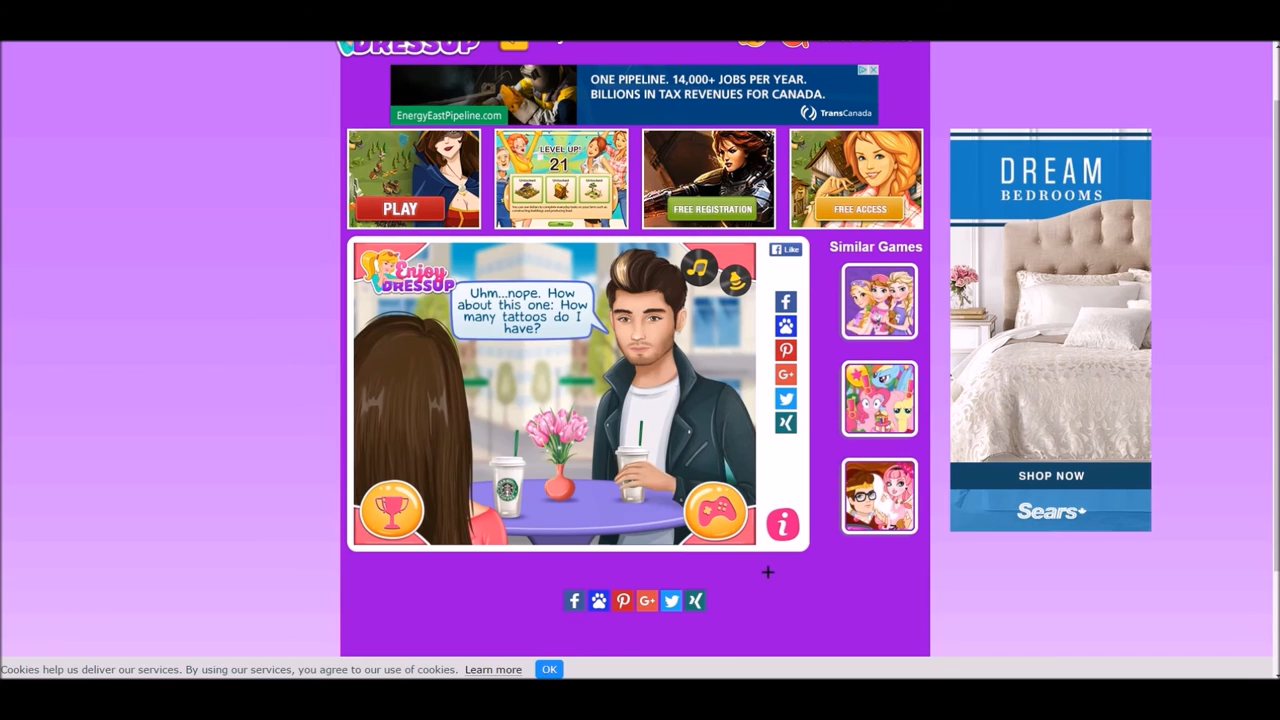 DRESSUP
ONE PIPELINE. 14,000+ JOBS PER YEAR.
BILLIONS IN TAX REVENUES FOR CANADA.
EnergyEastPipeline.com
TransCanada
PLAY
LEVEL UP!
21
FREE REGISTRATION
FREE ACCESS
Enjoy
DRESSUP
Uhm...nope. How
about this one: How
many tattoos do I
have?
Like
Similar Games
DREAM
BEDROOMS
SHOP NOW
Sears
Cookies help us deliver our services. By using our services, you agree to our use of cookies. Learn more OK